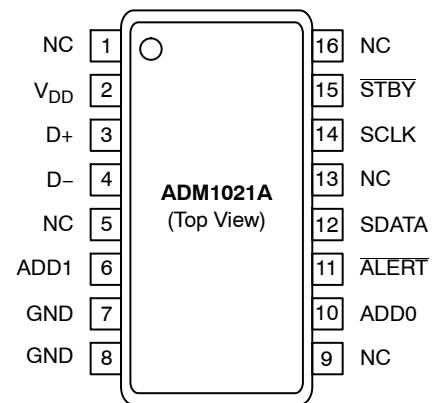 NC 1 16 NC
VDD 2 15 STBY
D+ 3 14 SCLK
D− 4 13 NC
ADM1021A
NC 5 (Top View) 12 SDATA
ADD1 6 11 ALERT
GND 7 10 ADD0
GND 8 9 NC